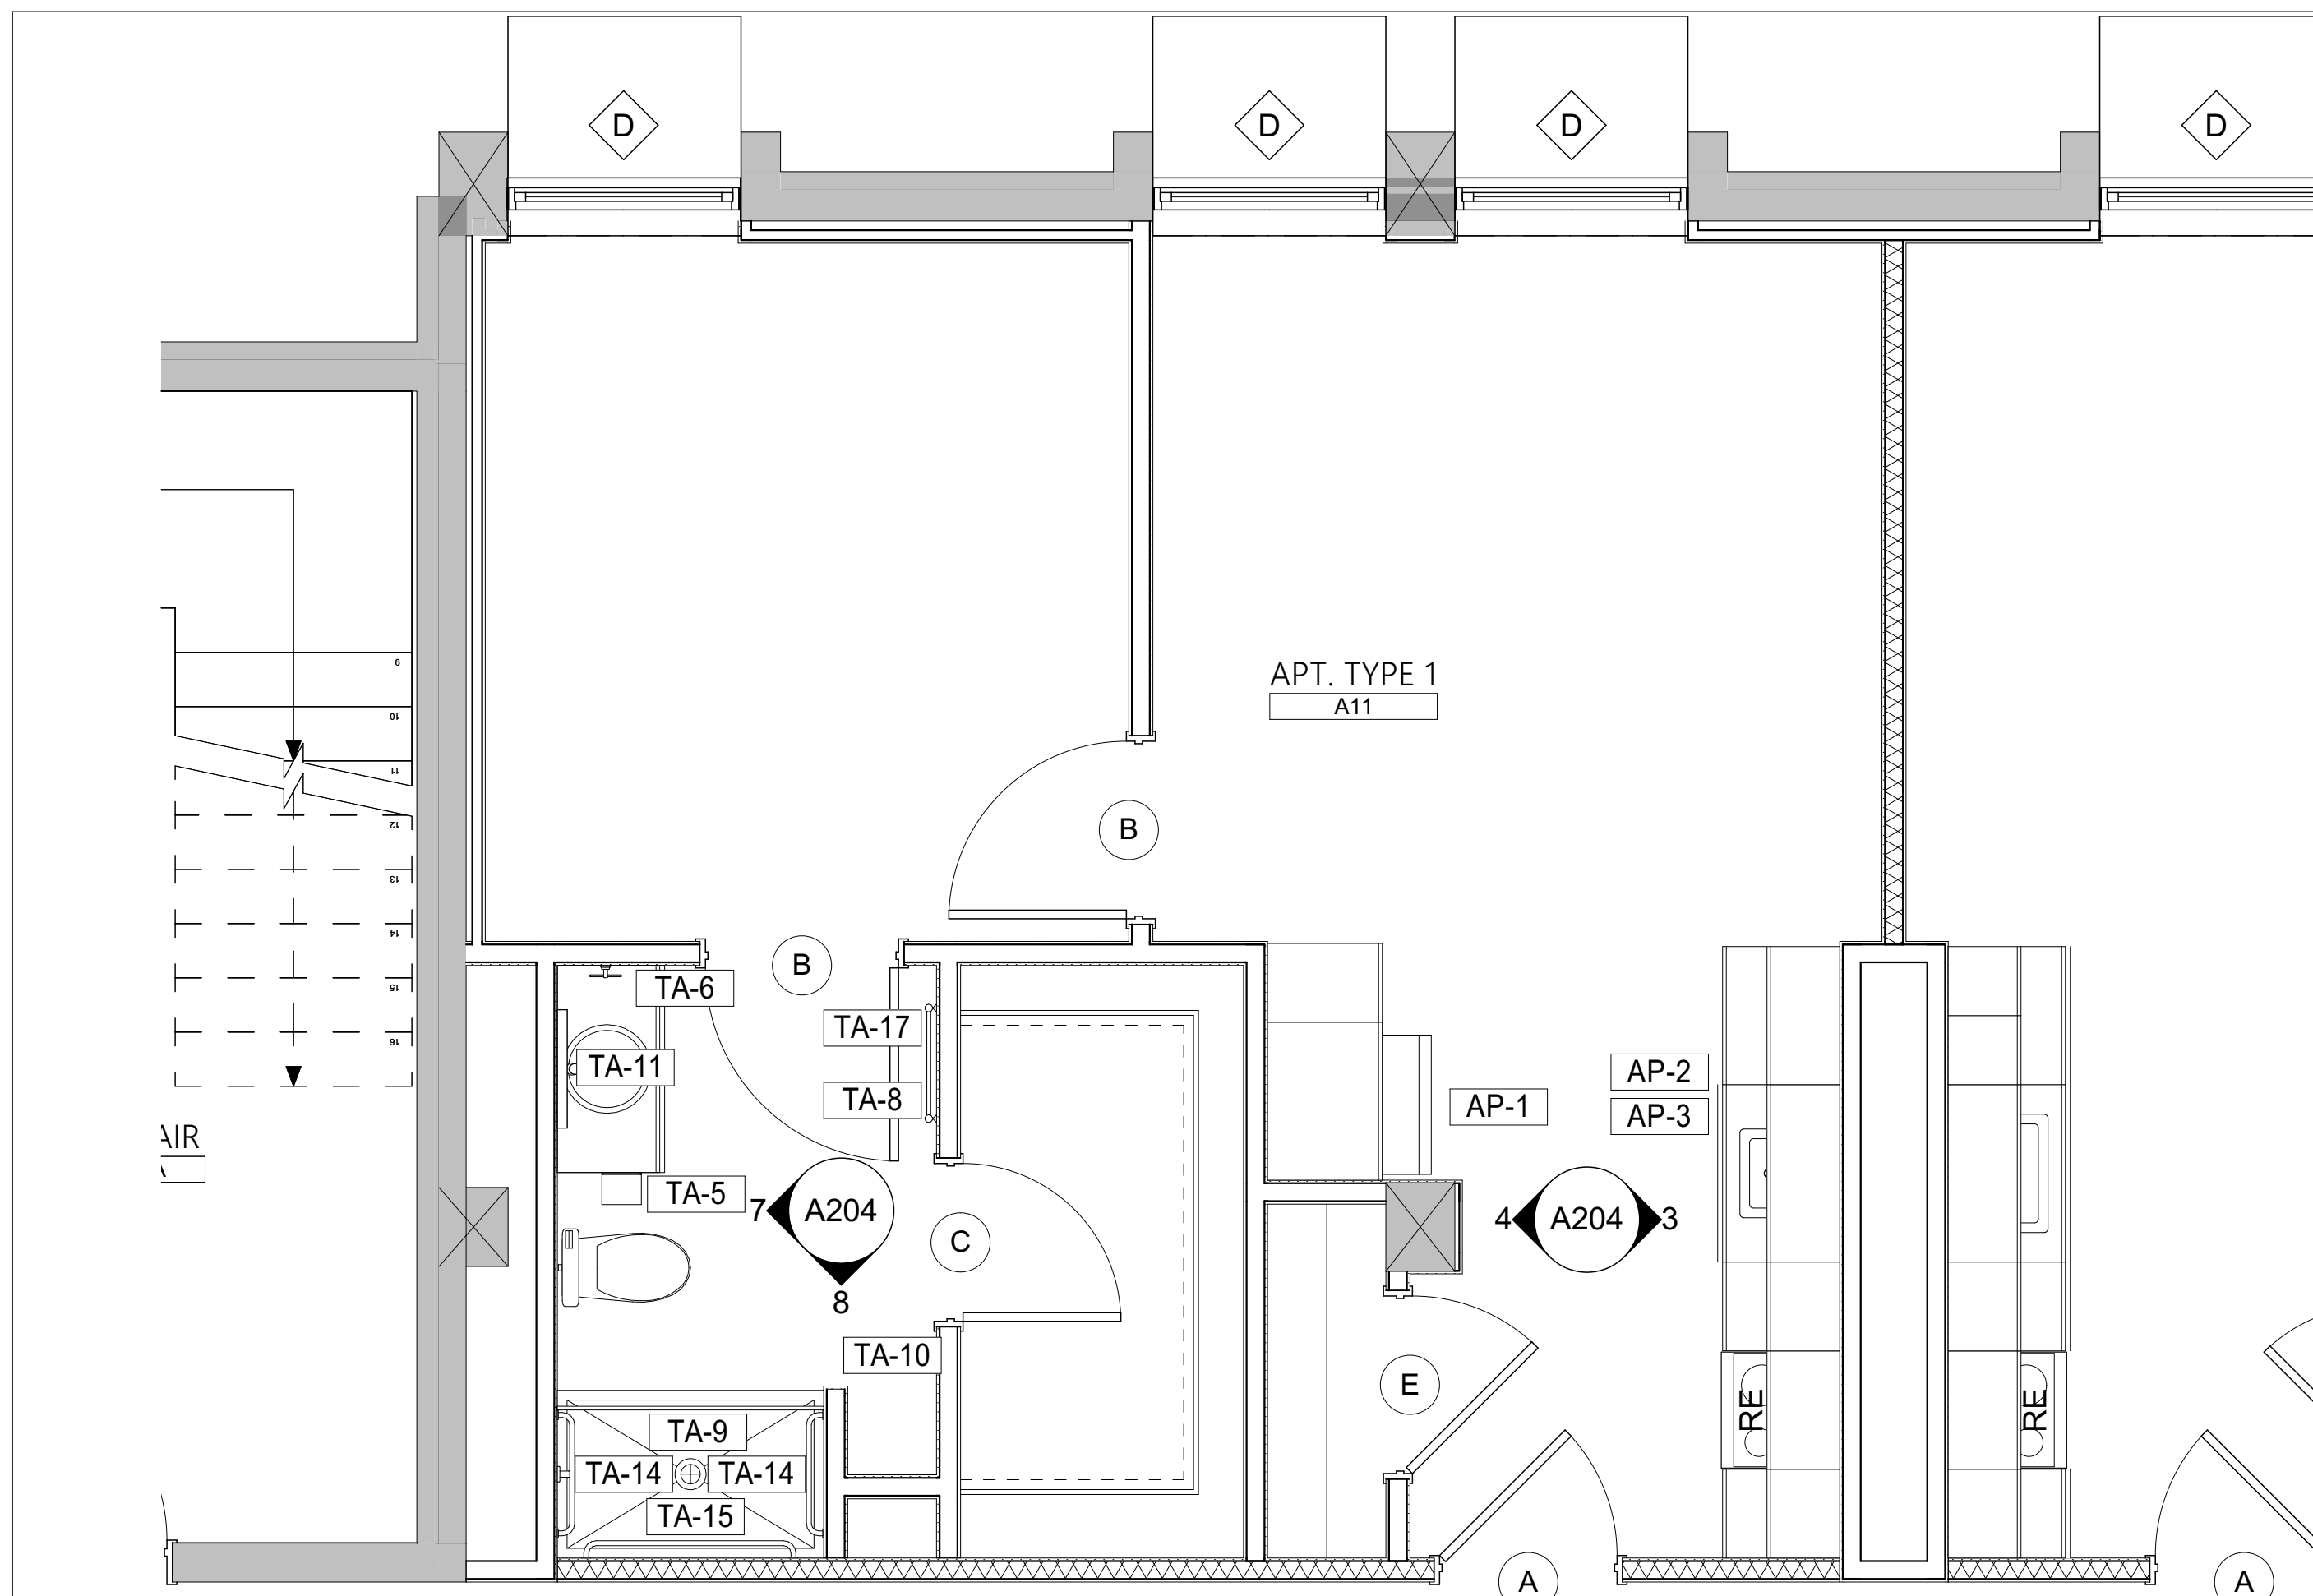 D
D
D
D
APT. TYPE 1
A11
9
10
11
12
13
14
15
16
B
B
TA-6
TA-17
TA-11
TA-8
AP-2
AP-1
AP-3
AIR
TA-5
7
A204
8
C
4
A204
3
TA-10
E
RE
RE
TA-9
TA-14
TA-14
TA-15
A
A